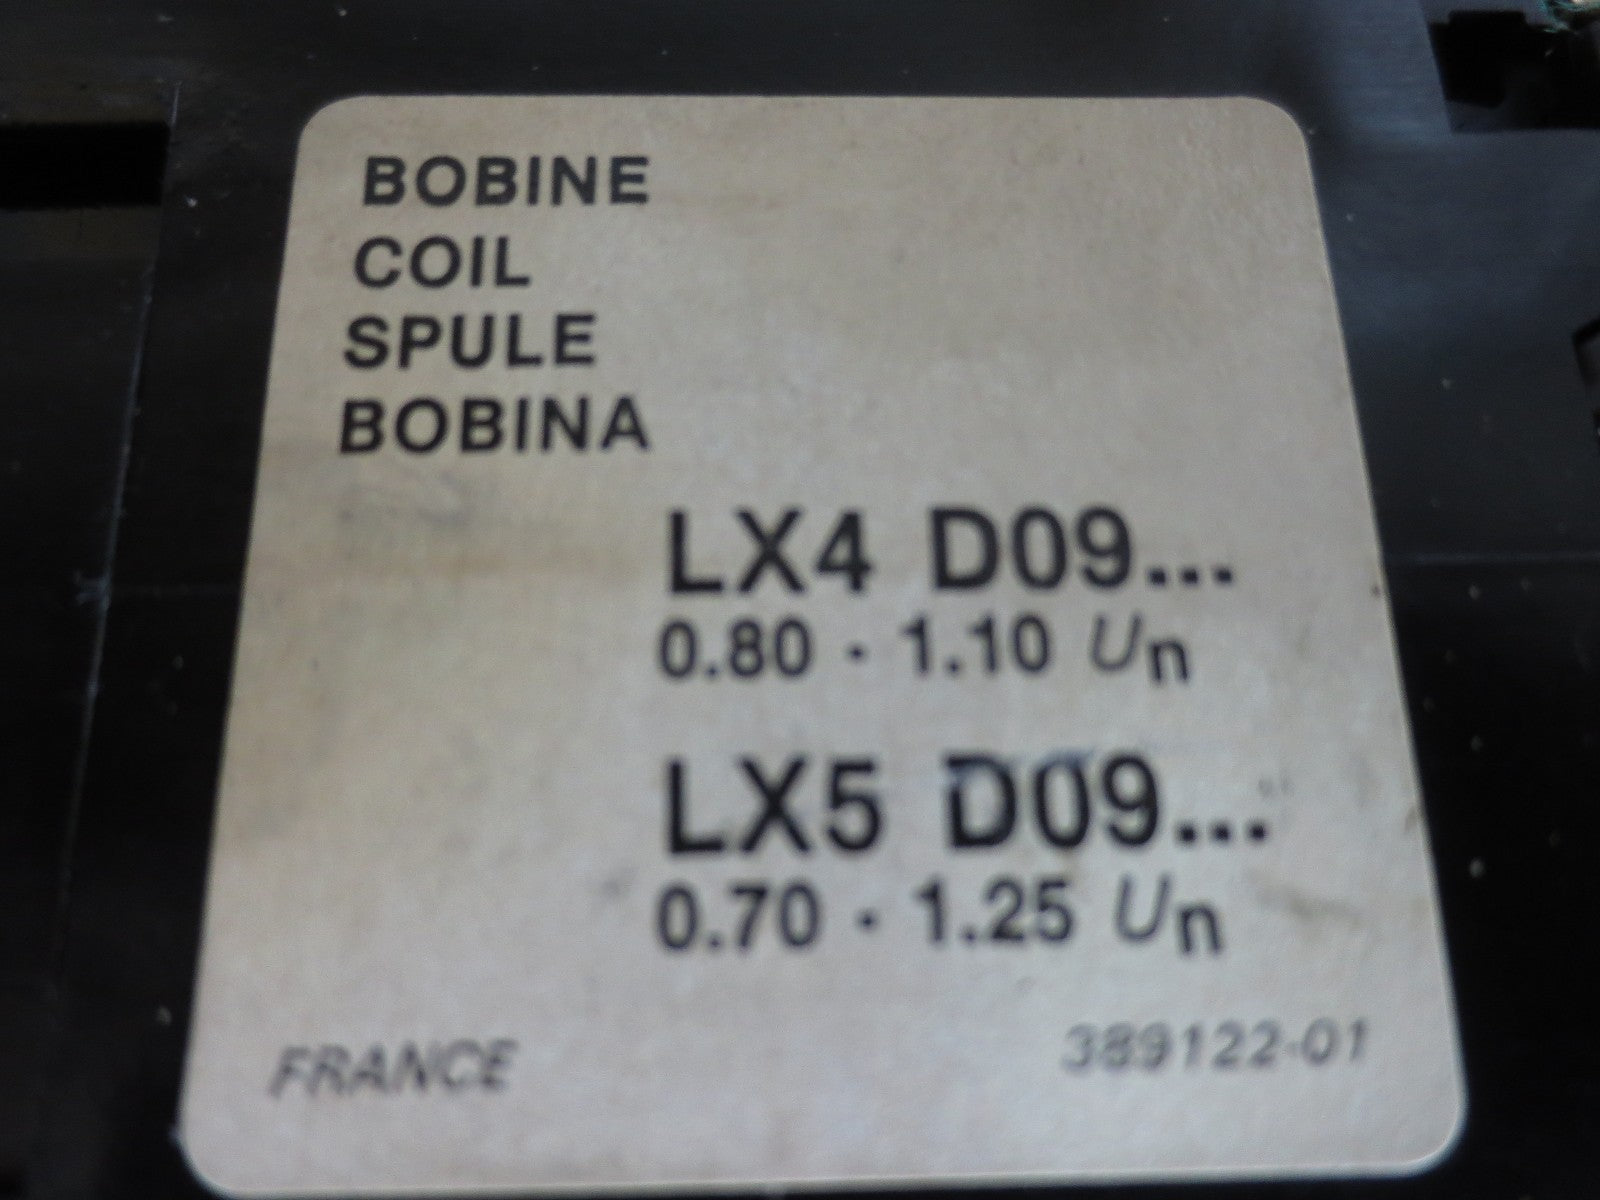 BOBINE
COIL
SPULE
BOBINA
LX4 D09...
0.80 · 1.10 Un
LX5 D09...
0.70 · 1.25 Un
FRANCE 389122-01